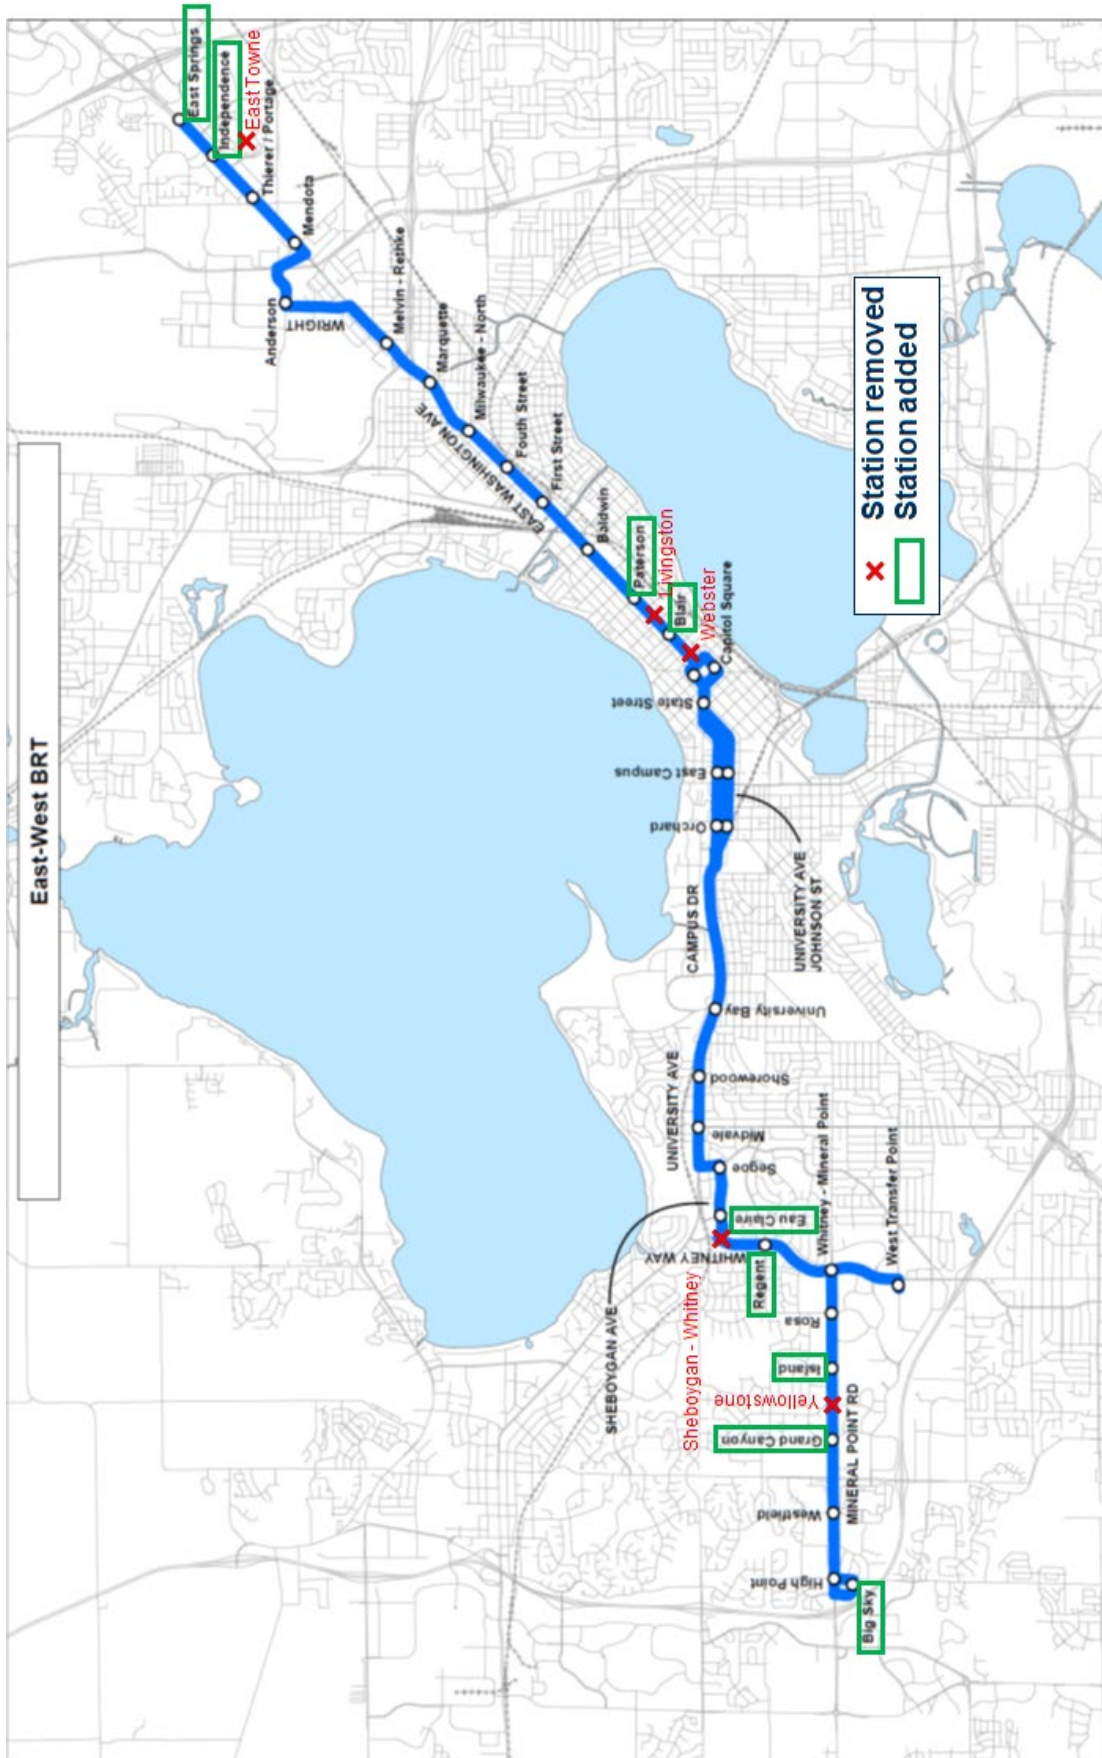 East-West BRT
East Springs
Independence
East Towne
Thierer / Portage
Mendota
Anderson
WRIGHT
Melvin - Rethke
Marquette
Milwaukee - North
EAST WASHINGTON AVE
Fouth Street
First Street
Baldwin
Paterson
Livingston
Blair
Webster
Capitol Square
State Street
East Campus
Orchard
UNIVERSITY AVE
JOHNSON ST
CAMPUS DR
University Bay
UNIVERSITY AVE
Shorewood
Midvale
Segoe
SHEBOYGAN AVE
Eau Claire
Sheboygan - Whitney
WHITNEY WAY
Regent
Whitney - Mineral Point
West Transfer Point
Rosa
Island
Yellowstone
Grand Canyon
MINERAL POINT RD
Westfield
High Point
Big Sky
Station removed
Station added